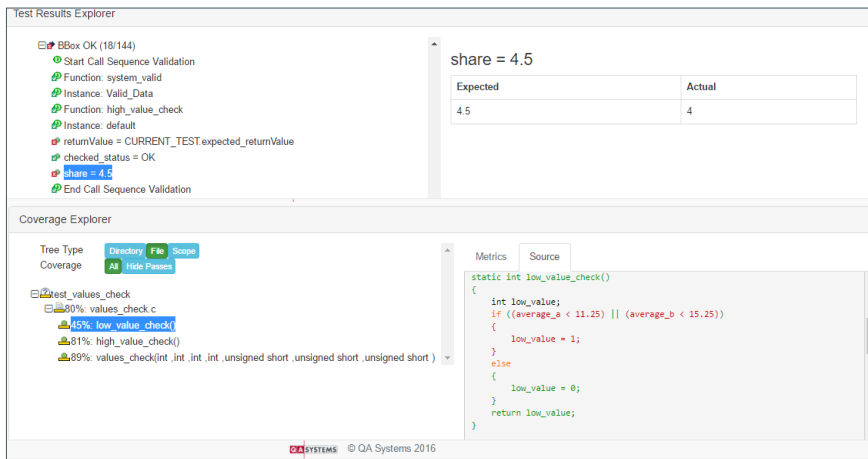 Test Results Explorer
BBox OK (18/144)
Start Call Sequence Validation
Function: system_valid
Instance: Valid_Data
Function: high_value_check
Instance: default
returnValue = CURRENT_TEST.expected_returnValue
checked_status = OK
share = 4.5
End Call Sequence Validation
share = 4.5
Expected Actual
4.5 4
Coverage Explorer
Tree Type Directory File Scope
Coverage All Hide Passes
test_values_check
80%: values_check.c
45%: low_value_check()
81%: high_value_check()
89%: values_check(int ,int ,int ,int ,unsigned short ,unsigned short ,unsigned short )
Metrics Source
static int low_value_check()
{
int low_value;
if ((average_a < 11.25) || (average_b < 15.25))
{
low_value = 1;
}
else
{
low_value = 0;
}
return low_value;
}
QA SYSTEMS © QA Systems 2016